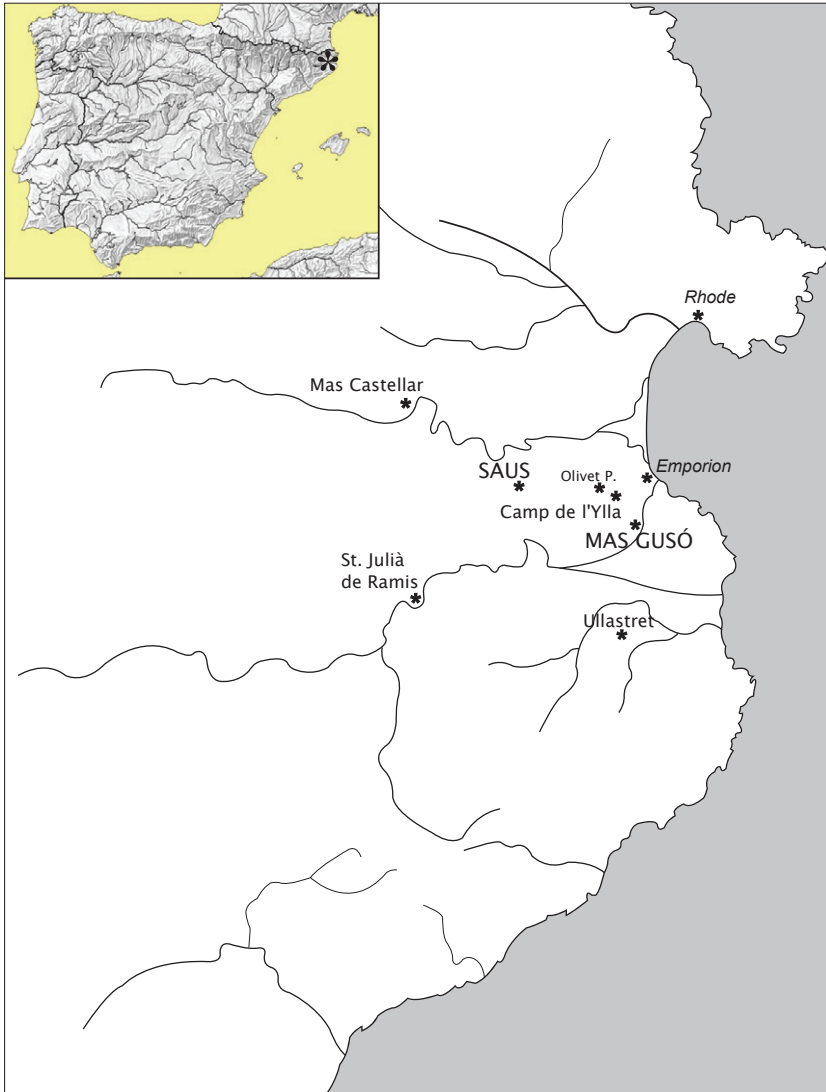 Rhode
Mas Castellar
SAUS
Olivet P.
Emporion
Camp de l'Ylla
MAS GUSÓ
St. Julià
de Ramis
Ullastret